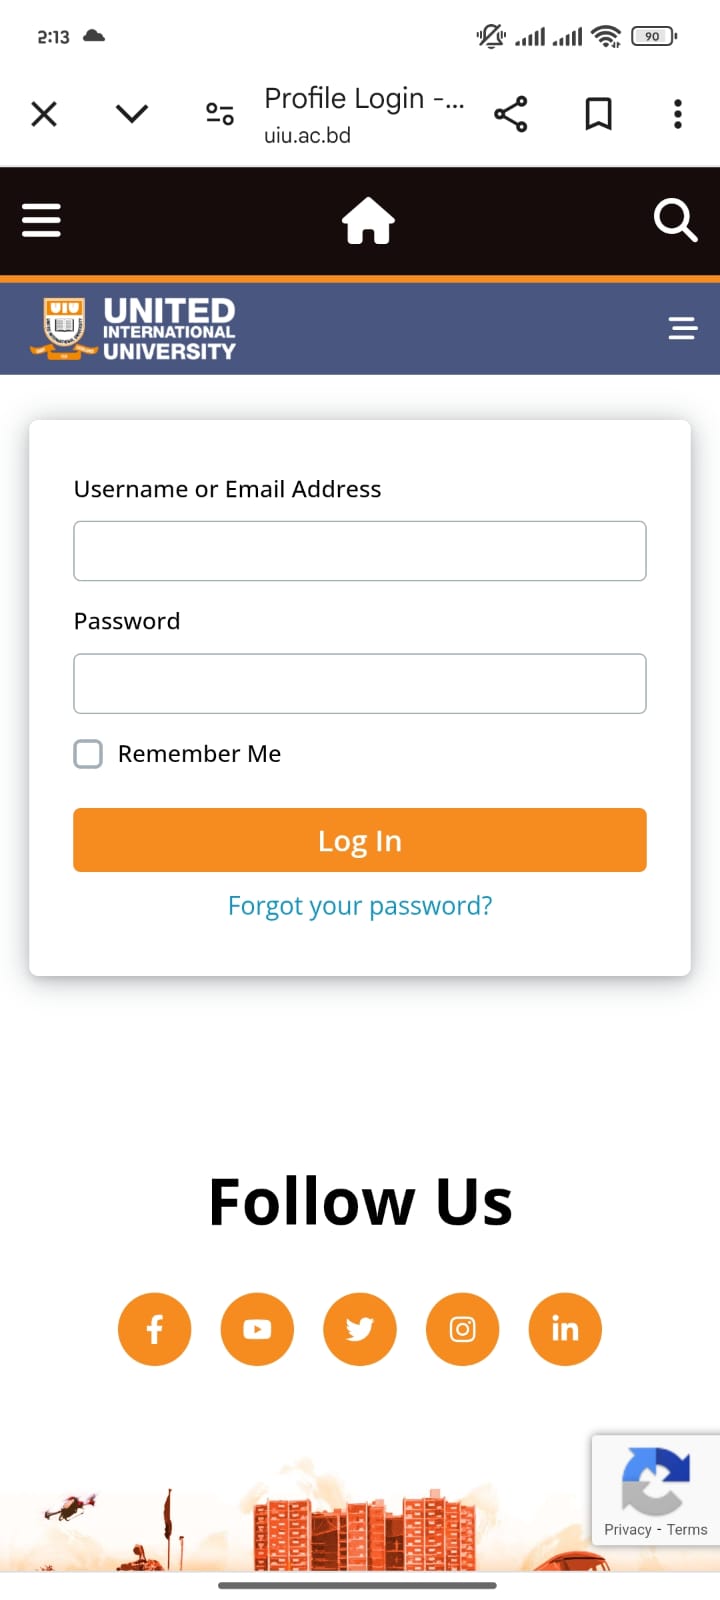 2:13
90
Profile Login -...
uiu.ac.bd
UIU
UNITED
INTERNATIONAL
UNIVERSITY
Username or Email Address
Password
Remember Me
Log In
Forgot your password?
Follow Us
f
in
Privacy - Terms